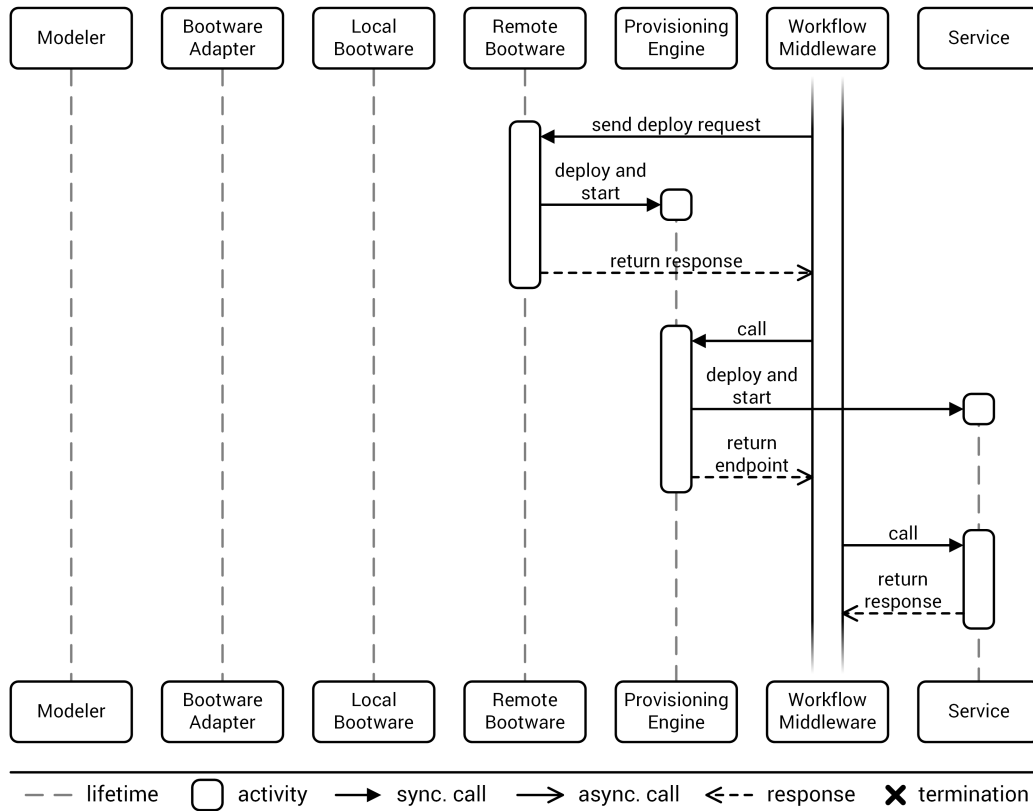 Modeler
Bootware
Adapter
Local
Bootware
Remote
Bootware
Provisioning
Engine
Workflow
Middleware
Service
send deploy request
deploy and
start
return response
call
deploy and
start
return
endpoint
call
return
response
Modeler
Bootware
Adapter
Local
Bootware
Remote
Bootware
Provisioning
Engine
Workflow
Middleware
Service
lifetime
activity
sync. call
async. call
response
termination